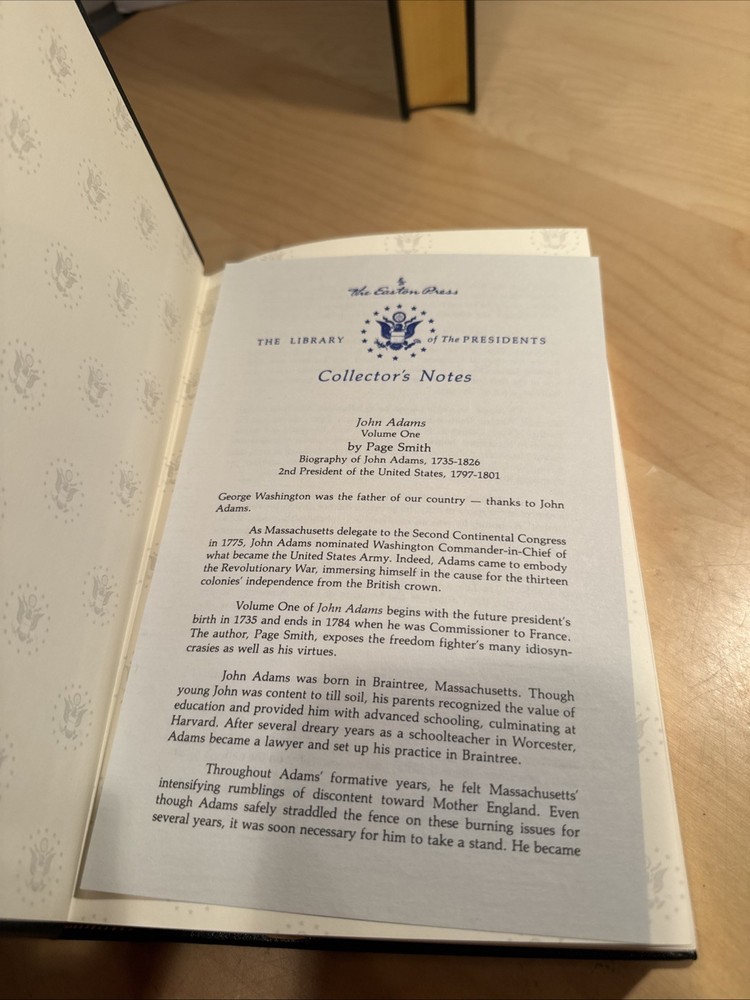 The Easton Press
THE LIBRARY of The PRESIDENTS
Collector's Notes
John Adams
Volume One
by Page Smith
Biography of John Adams, 1735-1826
2nd President of the United States, 1797-1801
George Washington was the father of our country — thanks to John
Adams.
As Massachusetts delegate to the Second Continental Congress
in 1775, John Adams nominated Washington Commander-in-Chief of
what became the United States Army. Indeed, Adams came to embody
the Revolutionary War, immersing himself in the cause for the thirteen
colonies' independence from the British crown.
Volume One of John Adams begins with the future president's
birth in 1735 and ends in 1784 when he was Commissioner to France.
The author, Page Smith, exposes the freedom fighter's many idiosyn-
crasies as well as his virtues.
John Adams was born in Braintree, Massachusetts. Though
young John was content to till soil, his parents recognized the value of
education and provided him with advanced schooling, culminating at
Harvard. After several dreary years as a schoolteacher in Worcester,
Adams became a lawyer and set up his practice in Braintree.
Throughout Adams' formative years, he felt Massachusetts'
intensifying rumblings of discontent toward Mother England. Even
though Adams safely straddled the fence on these burning issues for
several years, it was soon necessary for him to take a stand. He became